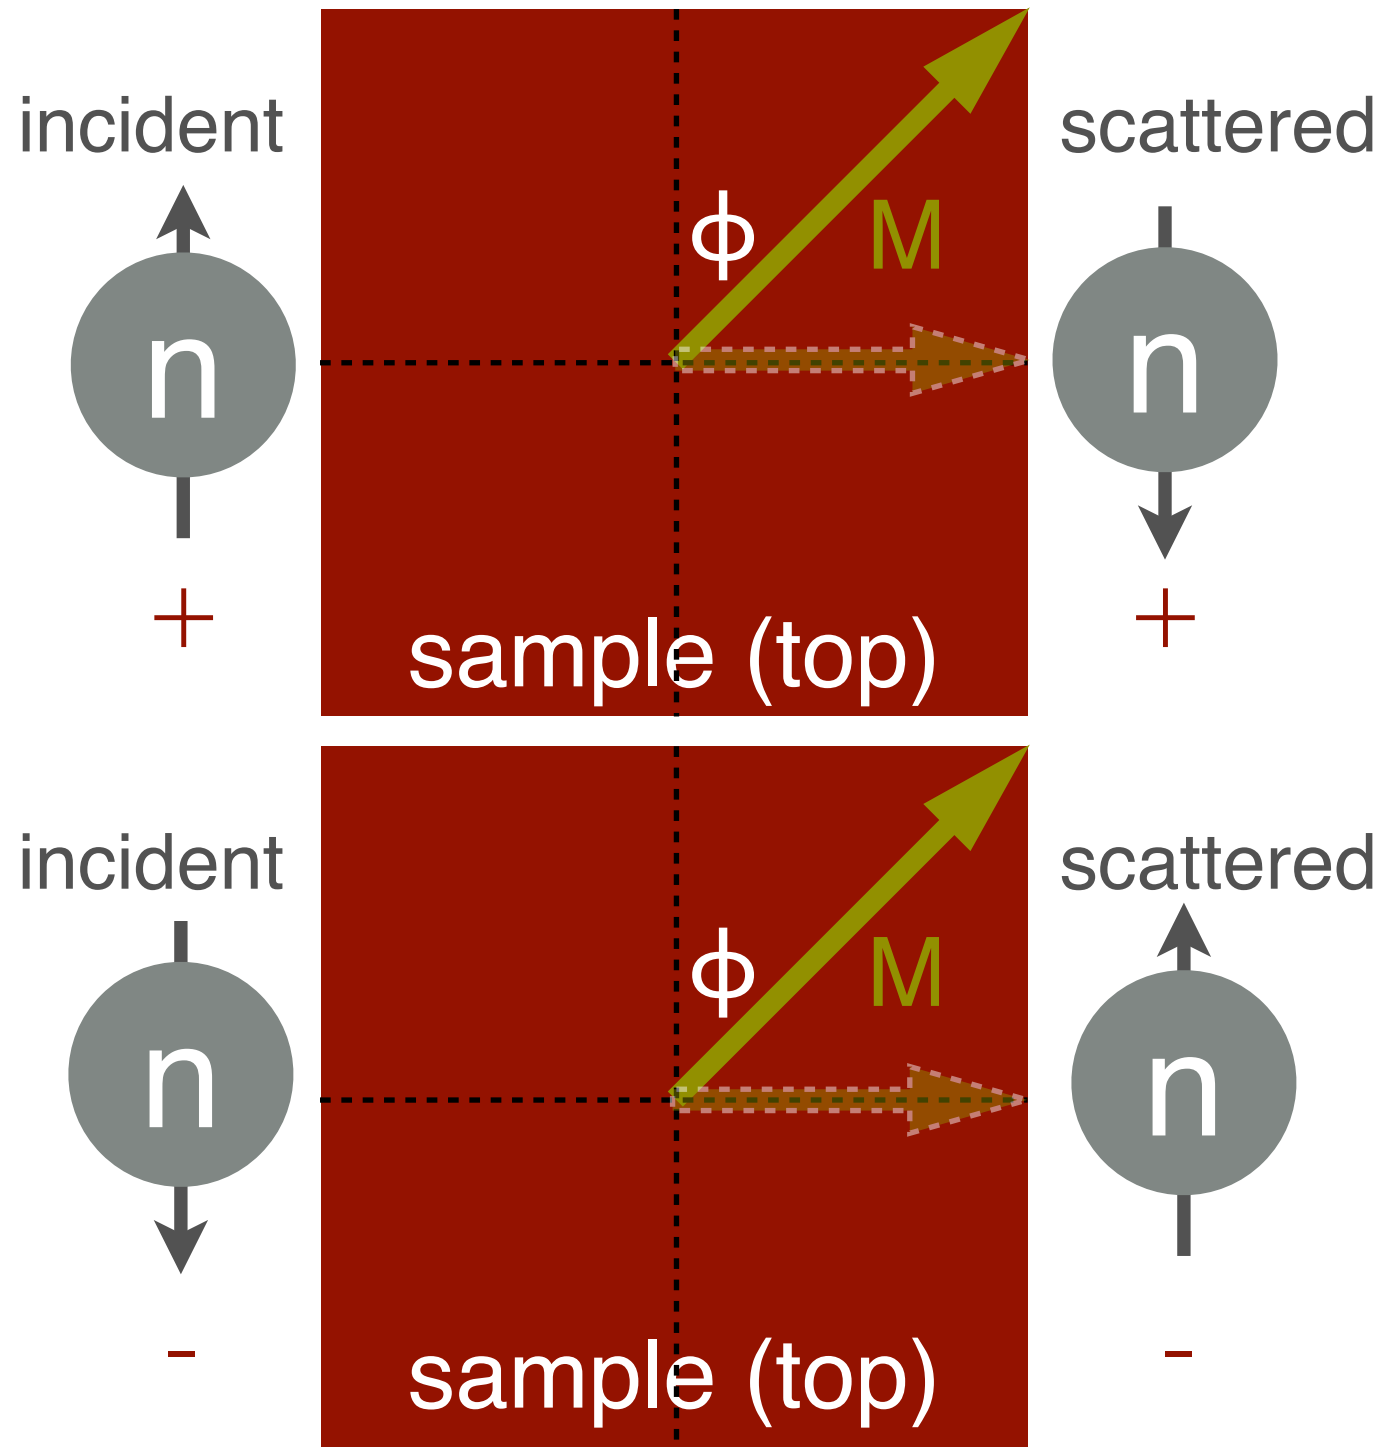 incident
scattered
ϕ
M
n
n
+
+
sample (top)
incident
scattered
ϕ
M
n
n
-
-
sample (top)